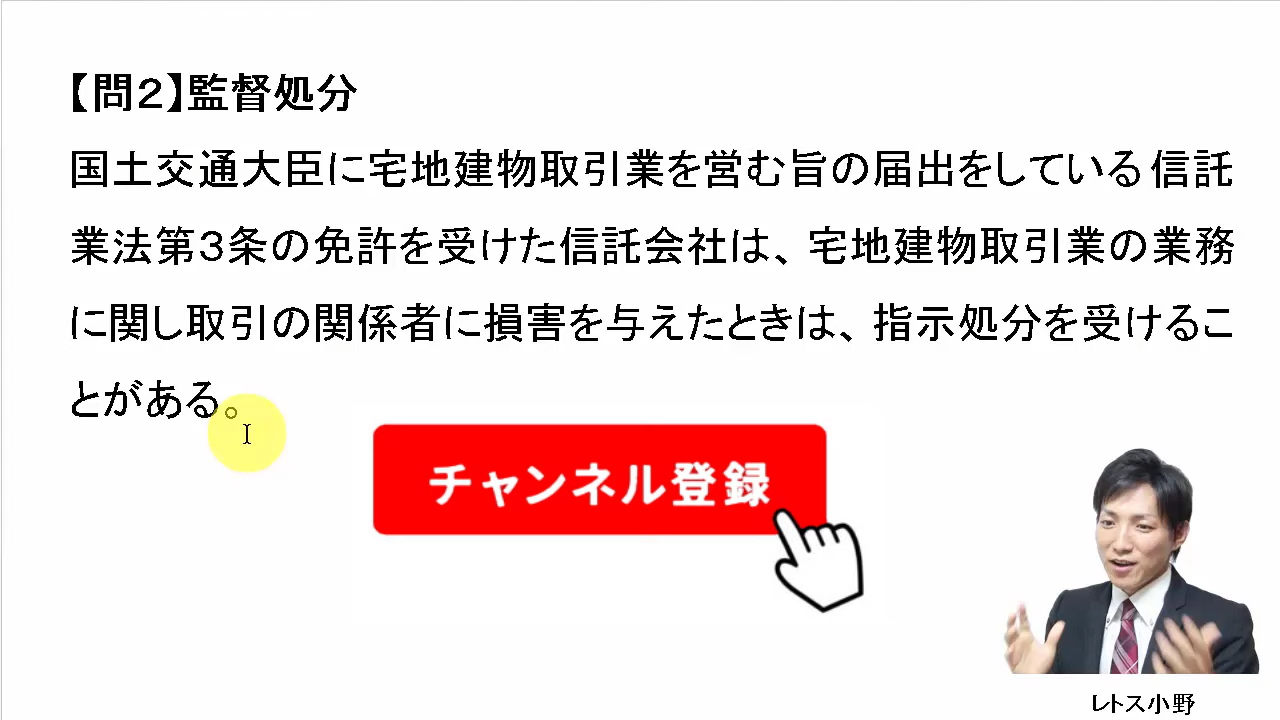 【問２】監督処分
国土交通大臣に宅地建物取引業を営む旨の届出をしている信託
業法第３条の免許を受けた信託会社は、宅地建物取引業の業務
に関し取引の関係者に損害を与えたときは、指示処分を受けるこ
とがある。
チャンネル登録
レトス小野